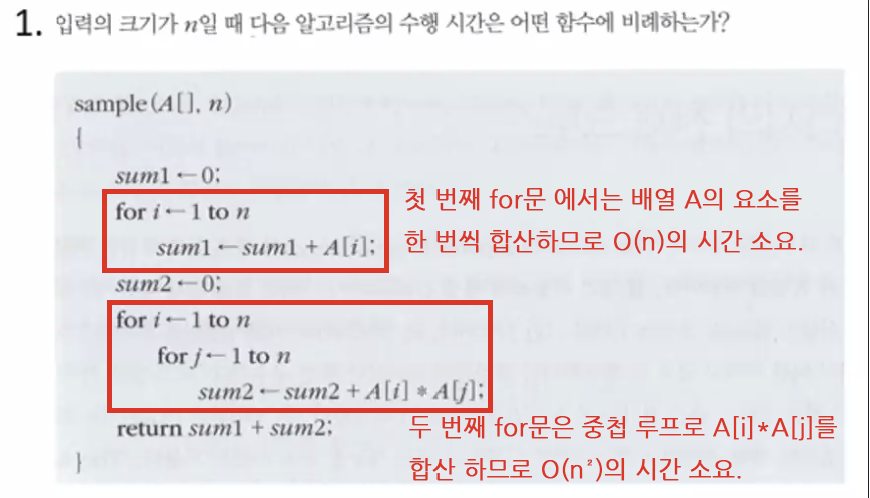 1. 입력의 크기가 n일 때 다음 알고리즘의 수행 시간은 어떤 함수에 비례하는가?
sample(A[], n)
{
sum1 ← 0;
for i ← 1 to n
sum1 ← sum1 + A[i];
첫 번째 for문 에서는 배열 A의 요소를
한 번씩 합산하므로 O(n)의 시간 소요.
sum2 ← 0;
for i ← 1 to n
for j ← 1 to n
sum2 ← sum2 + A[i] * A[j];
return sum1 + sum2;
두 번째 for문은 중첩 루프로 A[i]*A[j]를
합산 하므로 O(n²)의 시간 소요.
}